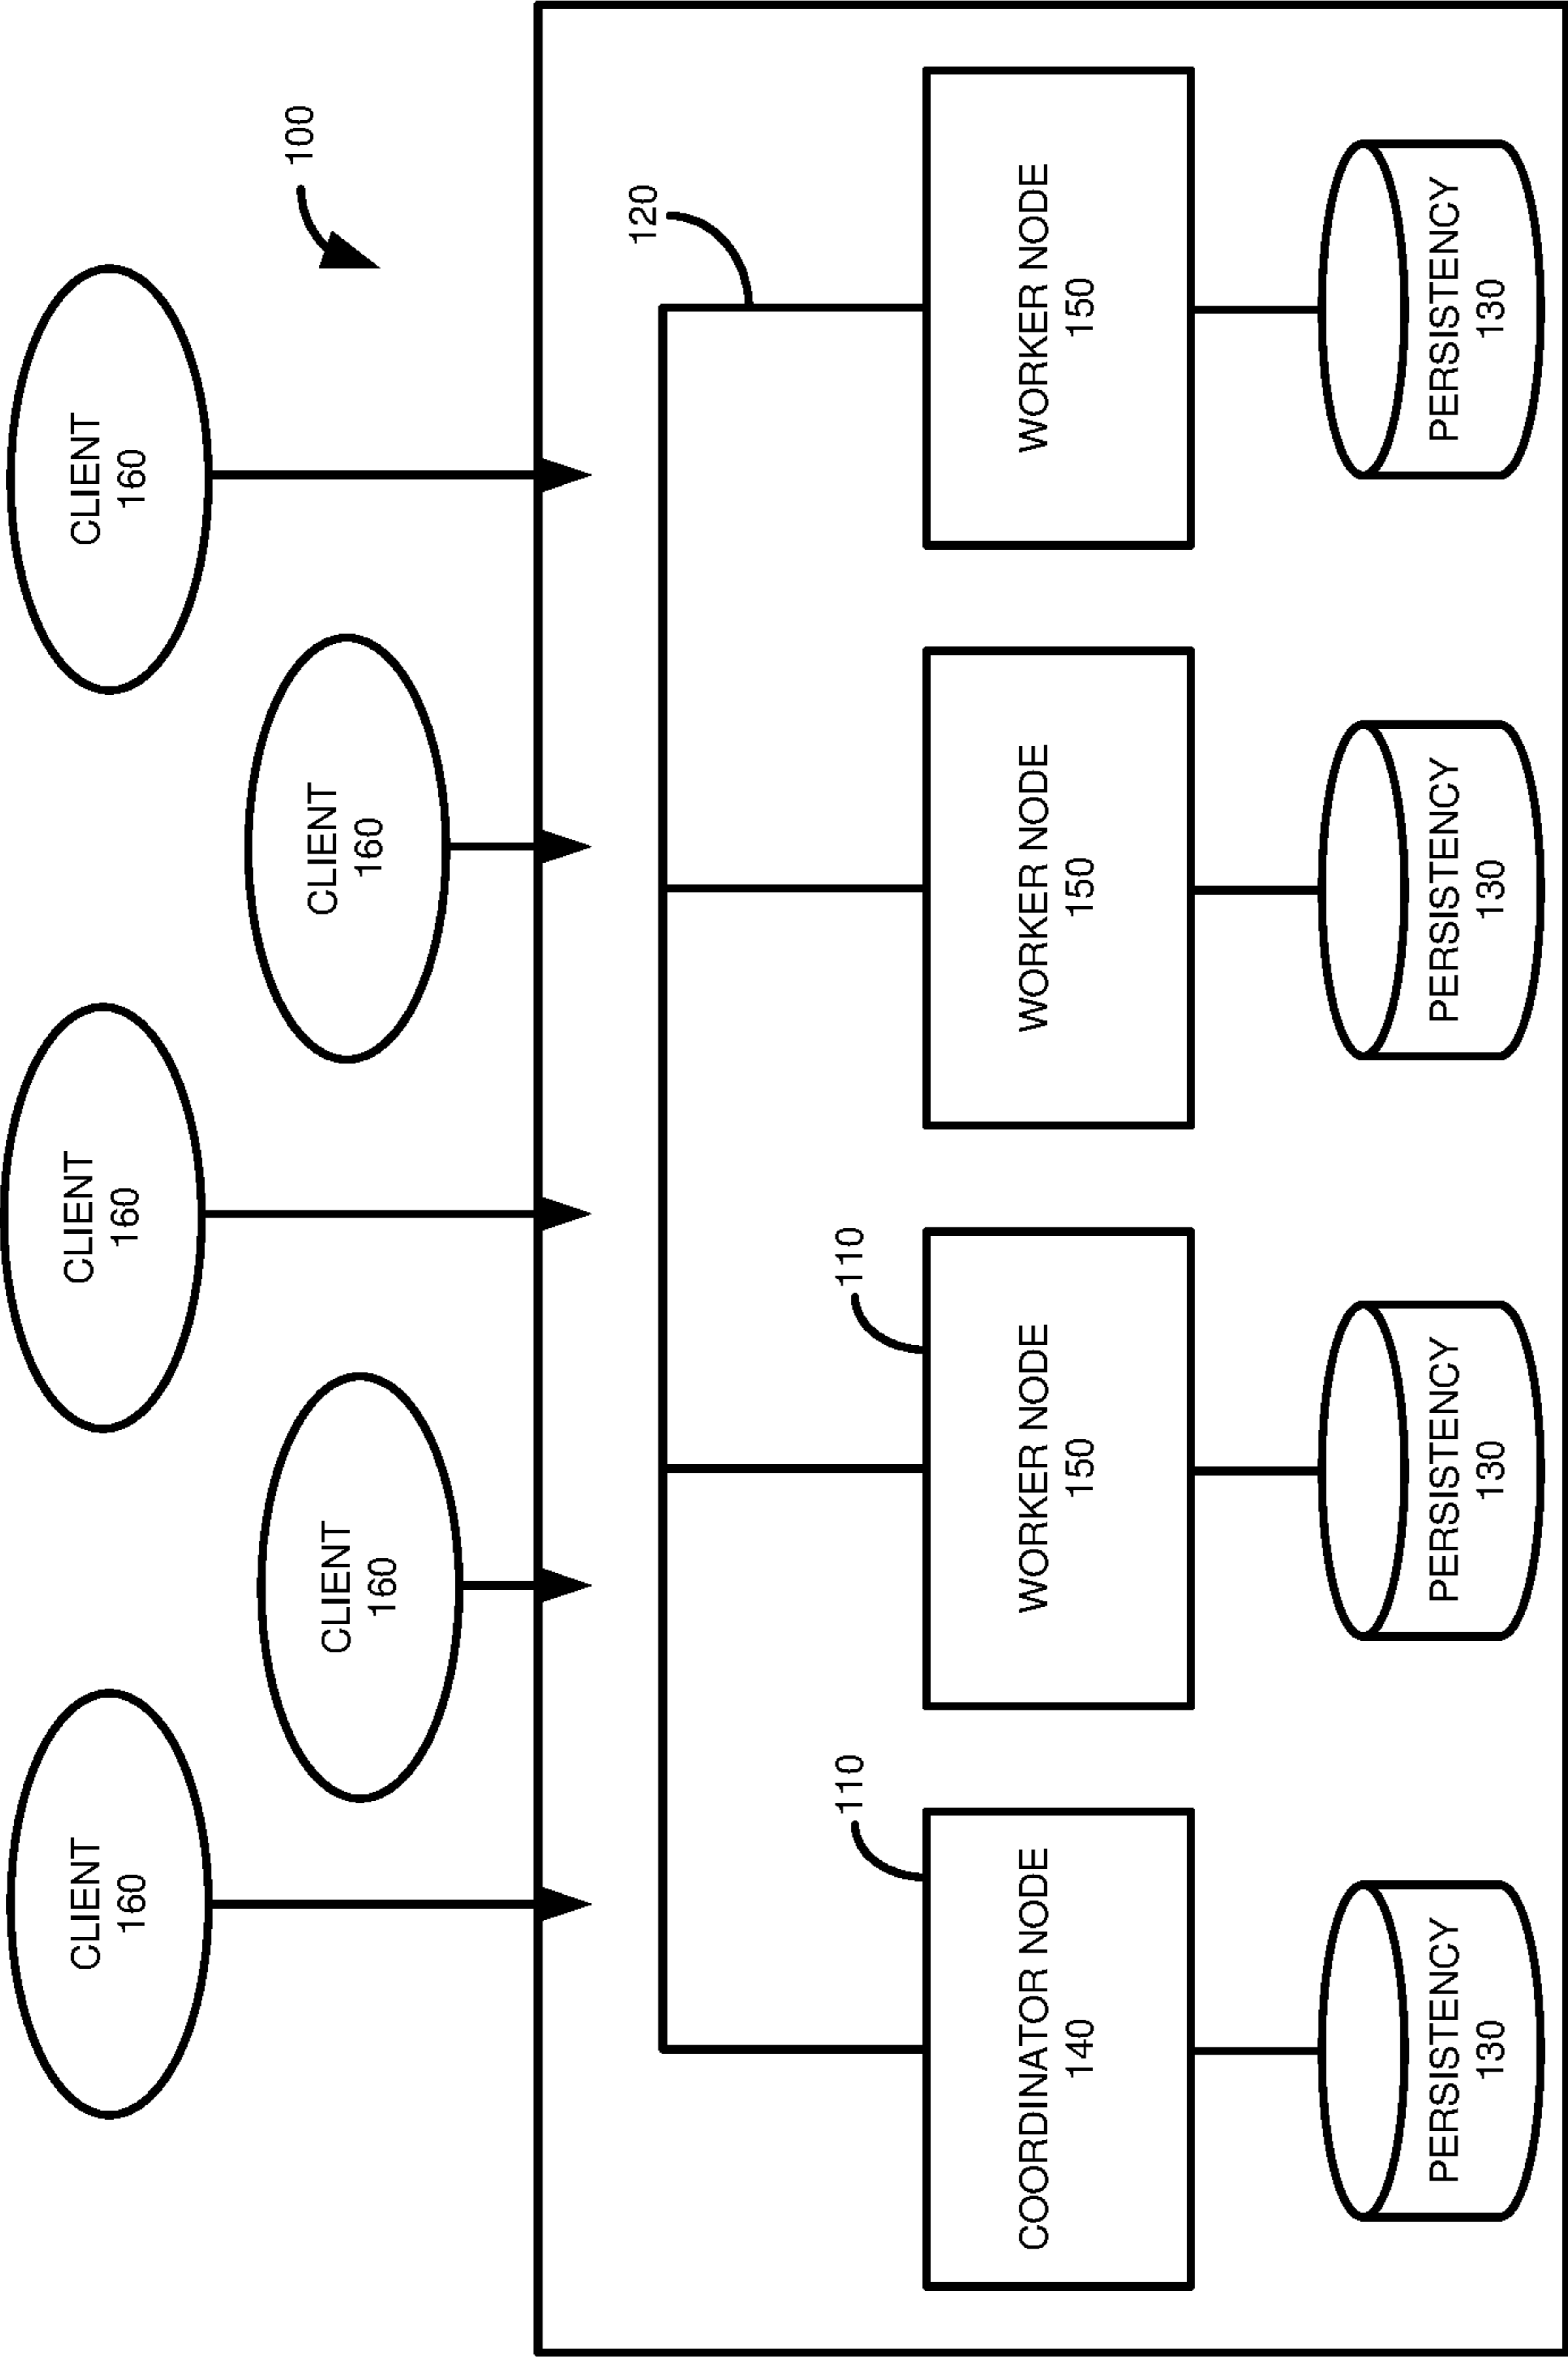 CLIENT
160
CLIENT
160
CLIENT
160
CLIENT
160
CLIENT
160
100
120
110
110
COORDINATOR NODE
140
WORKER NODE
150
WORKER NODE
150
WORKER NODE
150
PERSISTENCY
130
PERSISTENCY
130
PERSISTENCY
130
PERSISTENCY
130